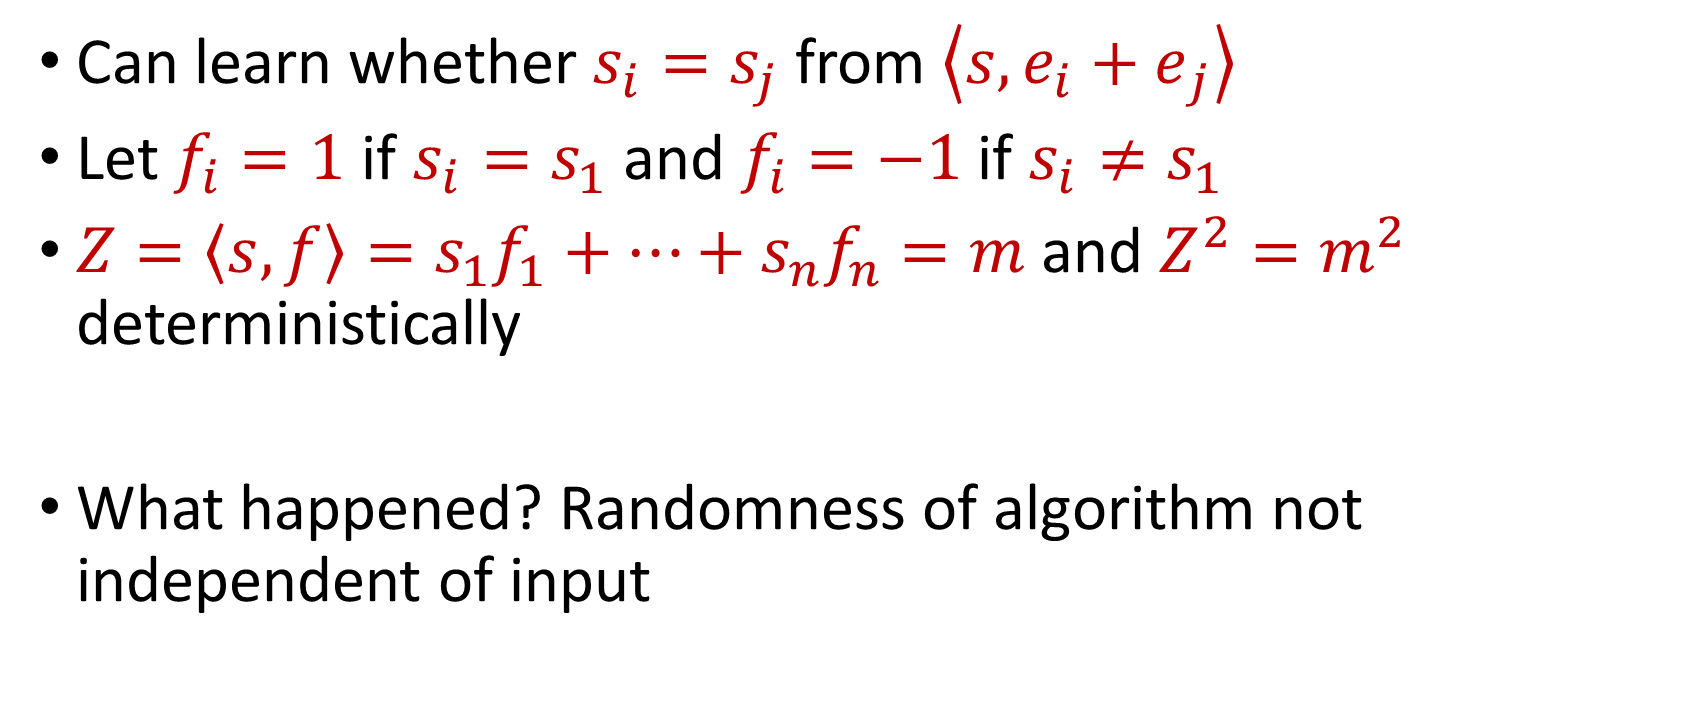 • Can learn whether sᵢ = sⱼ from ⟨s, eᵢ + eⱼ⟩
• Let fᵢ = 1 if sᵢ = s₁ and fᵢ = −1 if sᵢ ≠ s₁
• Z = ⟨s, f⟩ = s₁f₁ + ⋯ + sₙfₙ = m and Z² = m²
deterministically
• What happened? Randomness of algorithm not
independent of input